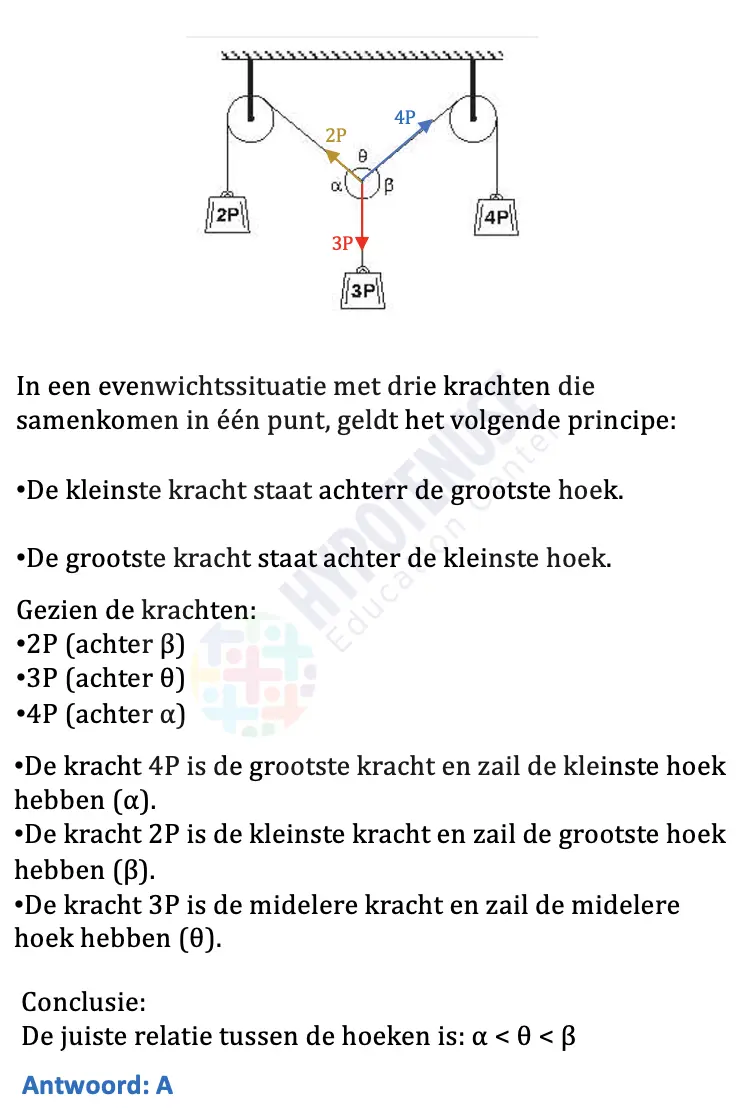 4P
2P
θ
α
β
2P
4P
3P
3P
In een evenwichtssituatie met drie krachten die
samenkomen in één punt, geldt het volgende principe:
•De kleinste kracht staat achterr de grootste hoek.
•De grootste kracht staat achter de kleinste hoek.
Gezien de krachten:
•2P (achter β)
•3P (achter θ)
•4P (achter α)
•De kracht 4P is de grootste kracht en zail de kleinste hoek
hebben (α).
•De kracht 2P is de kleinste kracht en zail de grootste hoek
hebben (β).
•De kracht 3P is de midelere kracht en zail de midelere
hoek hebben (θ).
Conclusie:
De juiste relatie tussen de hoeken is: α < θ < β
Antwoord: A
HYPOTENUSE
Education Center